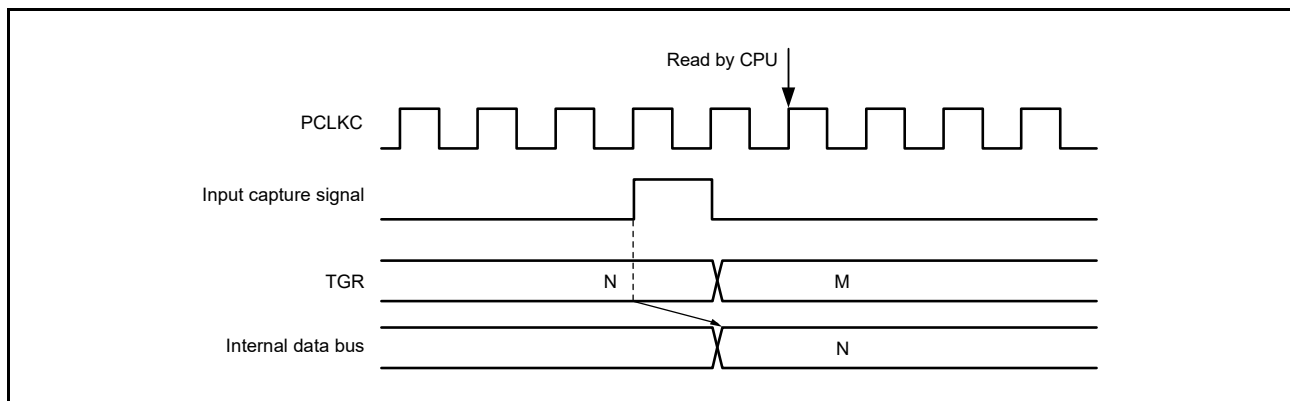 Read by CPU
PCLKC
Input capture signal
TGR
N
M
Internal data bus
N